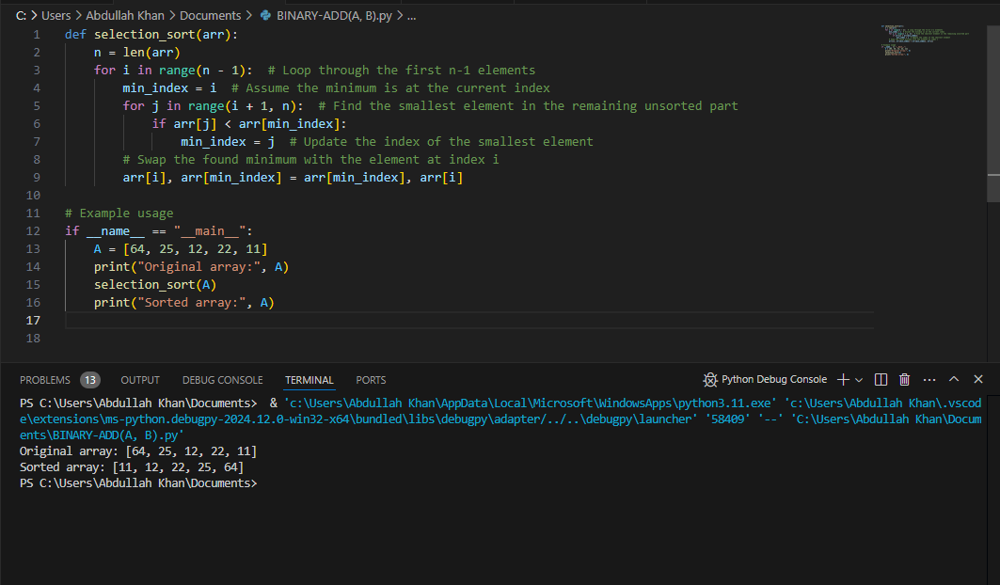 C: > Users > Abdullah Khan > Documents > BINARY-ADD(A, B).py > ...
1 def selection_sort(arr):
2     n = len(arr)
3     for i in range(n - 1):  # Loop through the first n-1 elements
4         min_index = i  # Assume the minimum is at the current index
5         for j in range(i + 1, n):  # Find the smallest element in the remaining unsorted part
6             if arr[j] < arr[min_index]:
7                 min_index = j  # Update the index of the smallest element
8         # Swap the found minimum with the element at index i
9         arr[i], arr[min_index] = arr[min_index], arr[i]
10
11 # Example usage
12 if __name__ == "__main__":
13     A = [64, 25, 12, 22, 11]
14     print("Original array:", A)
15     selection_sort(A)
16     print("Sorted array:", A)
17
18
PROBLEMS 13 OUTPUT DEBUG CONSOLE TERMINAL PORTS Python Debug Console
PS C:\Users\Abdullah Khan\Documents>  & 'c:\Users\Abdullah Khan\AppData\Local\Microsoft\WindowsApps\python3.11.exe' 'c:\Users\Abdullah Khan\.vscod
e\extensions\ms-python.debugpy-2024.12.0-win32-x64\bundled\libs\debugpy\adapter/../..\debugpy\launcher' '58409' '--' 'C:\Users\Abdullah Khan\Docum
ents\BINARY-ADD(A, B).py'
Original array: [64, 25, 12, 22, 11]
Sorted array: [11, 12, 22, 25, 64]
PS C:\Users\Abdullah Khan\Documents>